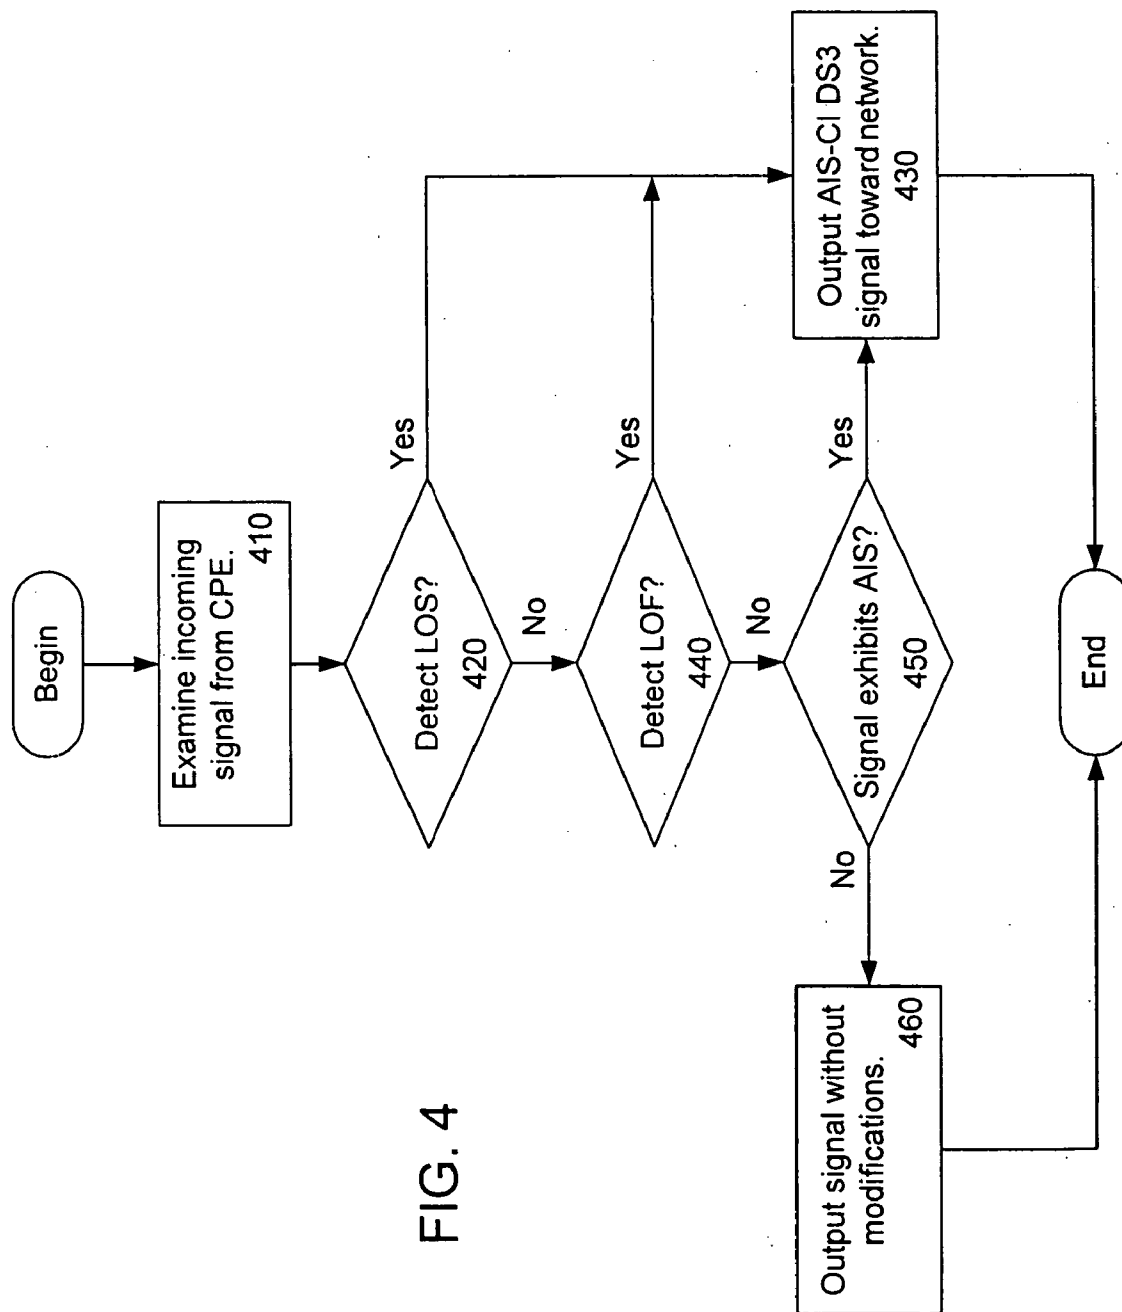 Begin
Examine incoming
signal from CPE.
410
Detect LOS?
420
Yes
No
Detect LOF?
440
Yes
No
Signal exhibits AIS?
450
Yes
No
Output AIS-CI DS3
signal toward network.
430
Output signal without
modifications.
460
End
FIG. 4